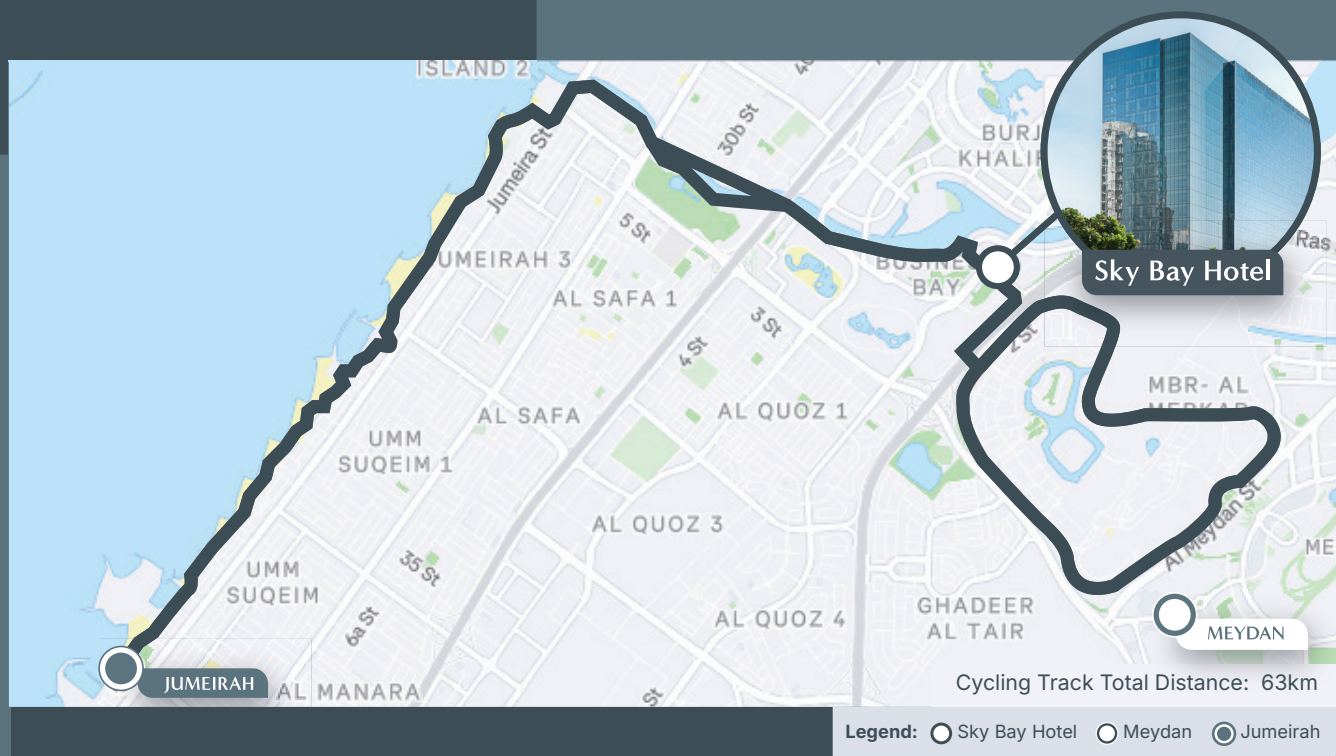 ISLAND 2
30b St
BURJ
Jumeira St
5 St
Ras
UMEIRAH 3
BUSINE
BAY
Sky Bay Hotel
AL SAFA 1
3 St
4 St
2 St
MBR- AL
AL SAFA
AL QUOZ 1
UMM
SUQEIM 1
AL QUOZ 3
Al Meydan St
ME
35 St
UMM
SUQEIM
6a St
AL QUOZ 4
GHADEER
AL TAIR
MEYDAN
JUMEIRAH
AL MANARA
St
Cycling Track Total Distance: 63km
Legend: Sky Bay Hotel Meydan Jumeirah